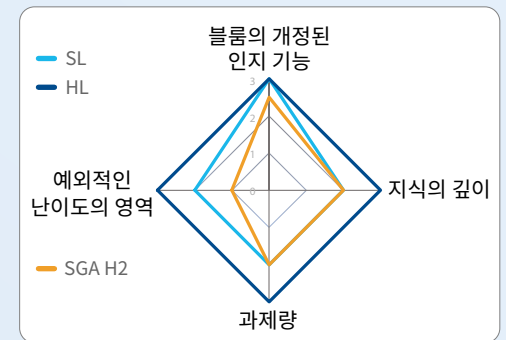 블룸의 개정된
인지 기능
SL
HL
3
2
1
0
예외적인
난이도의 영역
지식의 깊이
SGA H2
과제량